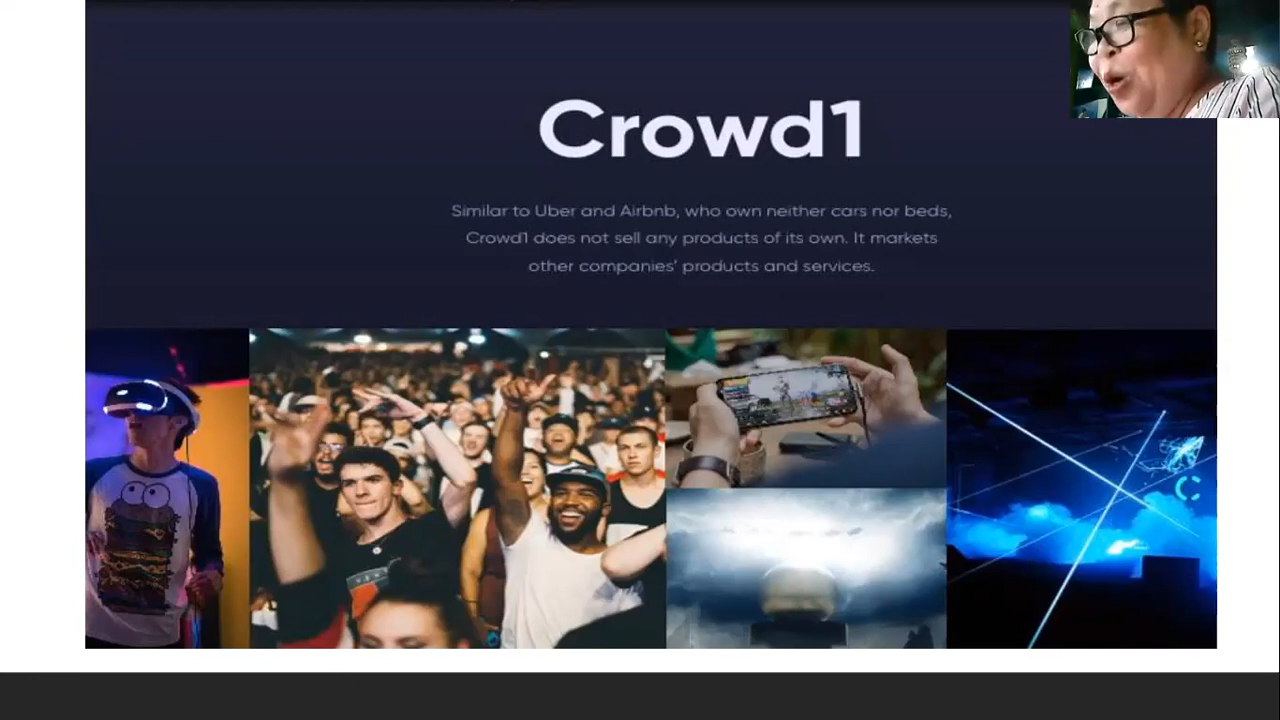 Crowd1
Similar to Uber and Airbnb, who own neither cars nor beds,
Crowd1 does not sell any products of its own. It markets
other companies' products and services.